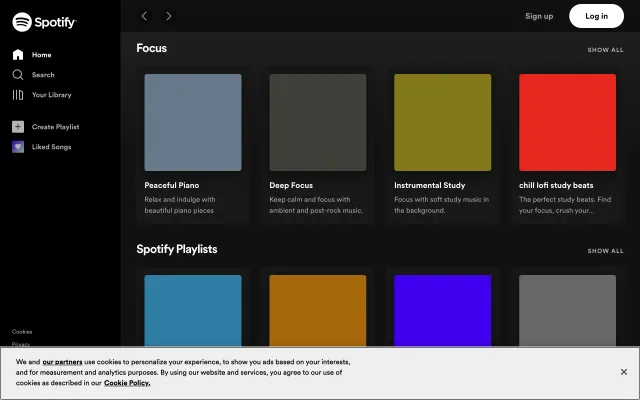 Spotify
Sign up
Log in
Home
Search
Your Library
Create Playlist
Liked Songs
Focus
SHOW ALL
Peaceful Piano
Relax and indulge with
beautiful piano pieces
Deep Focus
Keep calm and focus with
ambient and post-rock music.
Instrumental Study
Focus with soft study music in
the background.
chill lofi study beats
The perfect study beats. Find
your focus, crush your...
Spotify Playlists
SHOW ALL
Cookies
Privacy
We and our partners use cookies to personalize your experience, to show you ads based on your interests,
and for measurement and analytics purposes. By using our website and services, you agree to our use of
cookies as described in our Cookie Policy.